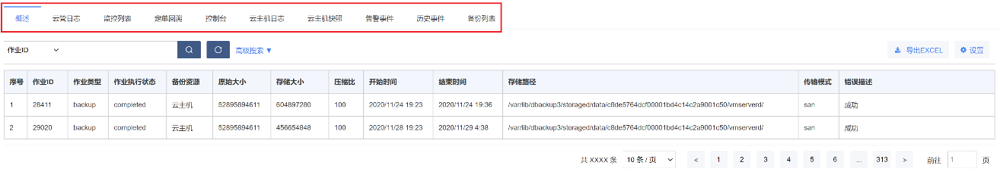 概述 云管日志 监控列表 定单回溯 控制台 云主机日志 云主机快照 告警事件 历史事件 备份列表
作业ID 高级搜索 ▼ 导出EXCEL 设置
序号 作业ID 作业类型 作业执行状态 备份资源 原始大小 存储大小 压缩比 开始时间 结束时间 存储路径 传输模式 错误描述
1 28411 backup completed 云主机 52895894611 604897280 100 2020/11/24 19:23 2020/11/24 19:36 /var/lib/dbackup3/storaged/data/c8de5764dcf00001bd4c14c2a9001c50/vmserverd/ san 成功
2 29020 backup completed 云主机 52895894611 456654848 100 2020/11/28 19:23 2020/11/29 4:38 /var/lib/dbackup3/storaged/data/c8de5764dcf00001bd4c14c2a9001c50/vmserverd/ san 成功
共 XXXX 条 10 条 / 页 < 1 2 3 4 5 6 ... 313 > 前往 1 页